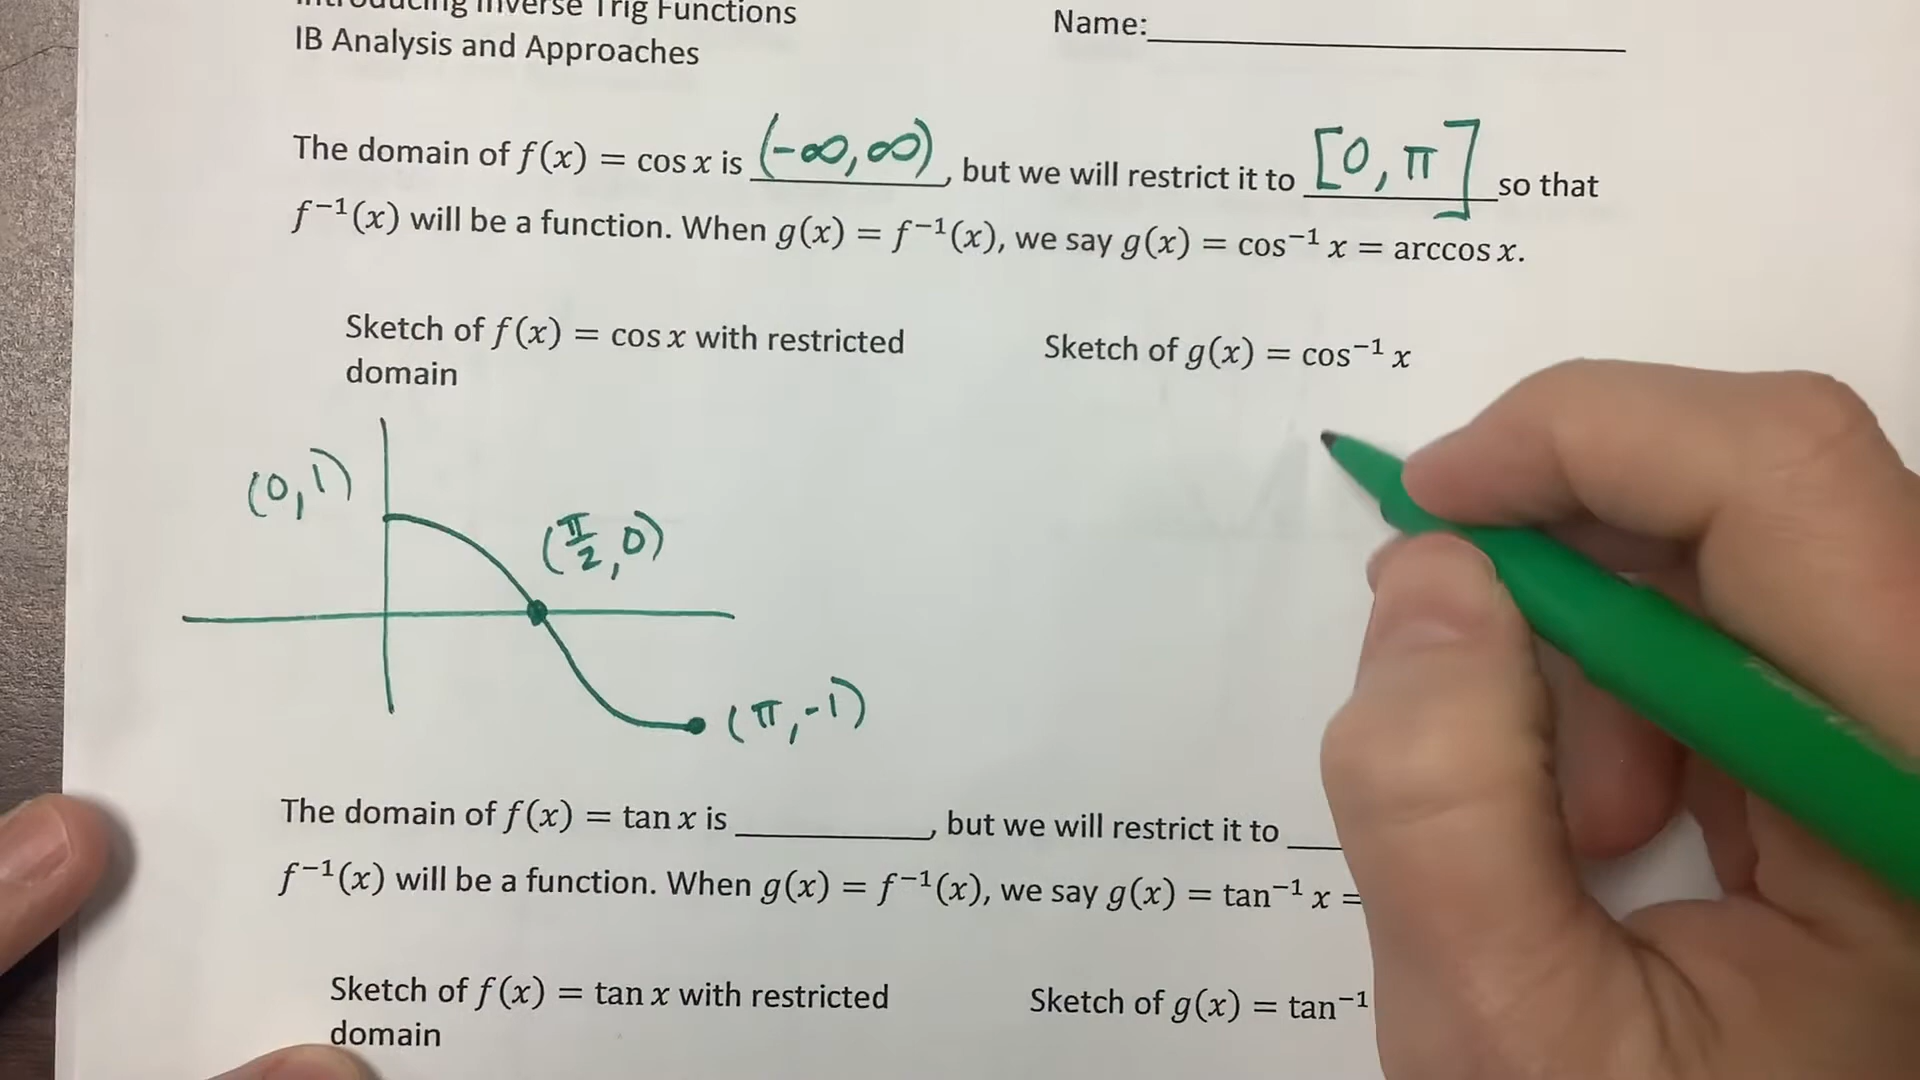 Introducing Inverse Trig Functions
IB Analysis and Approaches
Name:
The domain of f(x) = cos x is (-∞, ∞), but we will restrict it to [0, π] so that
f⁻¹(x) will be a function. When g(x) = f⁻¹(x), we say g(x) = cos⁻¹ x = arccos x.
Sketch of f(x) = cos x with restricted
domain
Sketch of g(x) = cos⁻¹ x
(0, 1)
(π/2, 0)
(π, -1)
The domain of f(x) = tan x is __________, but we will restrict it to ___
f⁻¹(x) will be a function. When g(x) = f⁻¹(x), we say g(x) = tan⁻¹ x =
Sketch of f(x) = tan x with restricted
domain
Sketch of g(x) = tan⁻¹